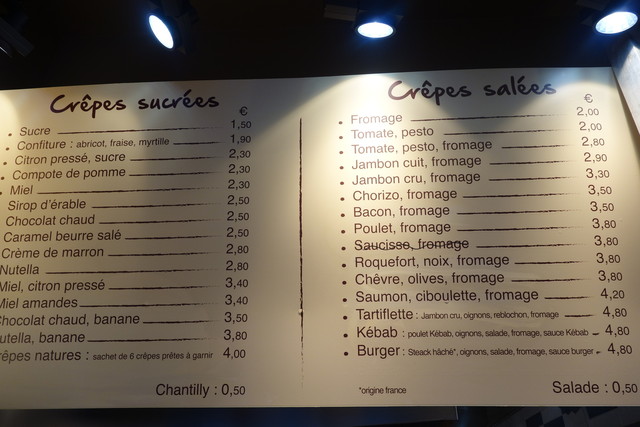 Crêpes sucrées
€
Sucre 1,50
Confiture : abricot, fraise, myrtille 1,90
Citron pressé, sucre 2,30
Compote de pomme 2,30
Miel 2,30
Sirop d'érable 2,50
Chocolat chaud 2,50
Caramel beurre salé 2,50
Crème de marron 2,80
Nutella 2,80
Miel, citron pressé 3,40
Miel amandes 3,40
hocolat chaud, banane 3,50
utella, banane 3,80
rêpes natures : sachet de 6 crêpes prêtes à garnir 4,00
Chantilly : 0,50
Crêpes salées
€
Fromage 2,00
Tomate, pesto 2,00
Tomate, pesto, fromage 2,80
Jambon cuit, fromage 2,90
Jambon cru, fromage 3,30
Chorizo, fromage 3,50
Bacon, fromage 3,50
Poulet, fromage 3,80
Saucisse, fromage 3,80
Roquefort, noix, fromage 3,80
Chèvre, olives, fromage 3,80
Saumon, ciboulette, fromage 4,20
Tartiflette : Jambon cru, oignons, reblochon, fromage 4,80
Kébab : poulet Kébab, oignons, salade, fromage, sauce Kébab 4,80
Burger : Steack hâché*, oignons, salade, fromage, sauce burger 4,80
*origine france
Salade : 0,50